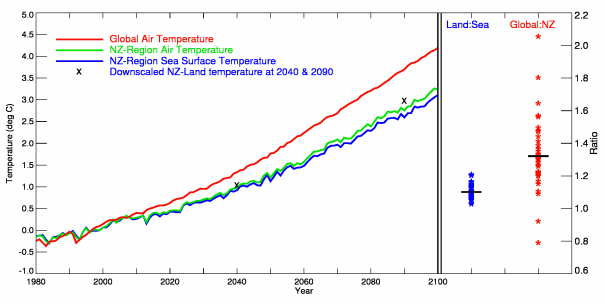 Land:Sea Global:NZ
Global Air Temperature
NZ-Region Air Temperature
NZ-Region Sea Surface Temperature
x Downscaled NZ-Land temperature at 2040 & 2090
Temperature (deg C)
5.0
4.5
4.0
3.5
3.0
2.5
2.0
1.5
1.0
0.5
0.0
-0.5
-1.0
1980 2000 2020 2040 2060 2080 2100
Year
2.2
2.0
1.8
1.6
1.4
1.2
1.0
0.8
0.6
Ratio